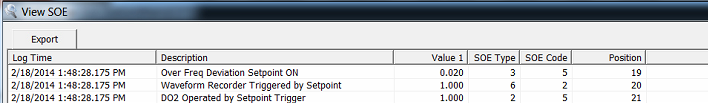 View SOE
Export
Log Time Description Value 1 SOE Type SOE Code Position
2/18/2014 1:48:28.175 PM Over Freq Deviation Setpoint ON 0.020 3 5 19
2/18/2014 1:48:28.175 PM Waveform Recorder Triggered by Setpoint 1.000 6 2 20
2/18/2014 1:48:28.175 PM DO2 Operated by Setpoint Trigger 1.000 2 5 21